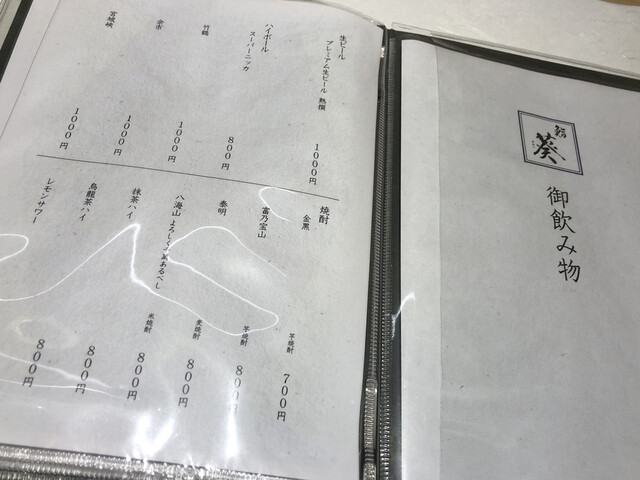 鮨 葵
御飲み物
生ビール
プレミアム生ビール 熟撰 1000円
ハイボール
スーパーニッカ 800円
竹鶴 1000円
余市 1000円
宮城峡 1000円
焼酎
金黒 芋焼酎 700円
富乃宝山 芋焼酎 800円
泰明 麦焼酎 800円
八海山 よろしく千萬あるべし 米焼酎 800円
抹茶ハイ 800円
烏龍茶ハイ 800円
レモンサワー